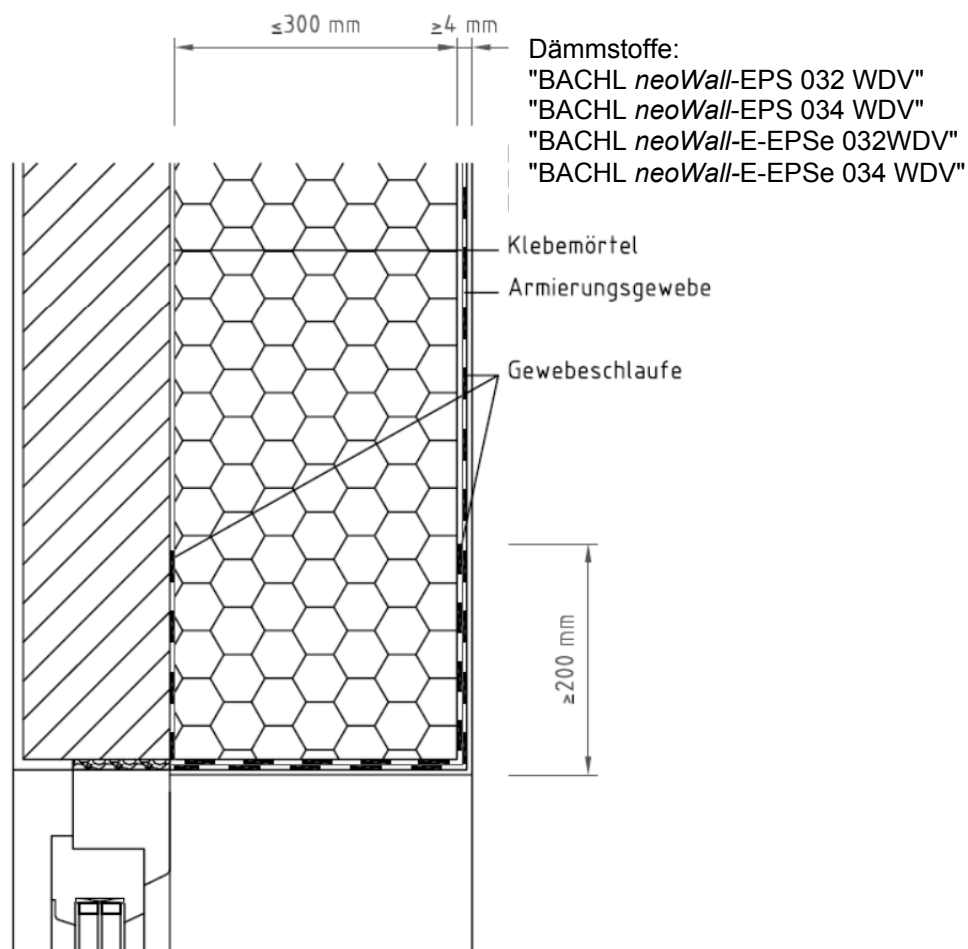 ≤300 mm
≥4 mm
Dämmstoffe:
"BACHL neoWall-EPS 032 WDV"
"BACHL neoWall-EPS 034 WDV"
"BACHL neoWall-E-EPSe 032WDV"
"BACHL neoWall-E-EPSe 034 WDV"
Klebemörtel
Armierungsgewebe
Gewebeschlaufe
≥200 mm